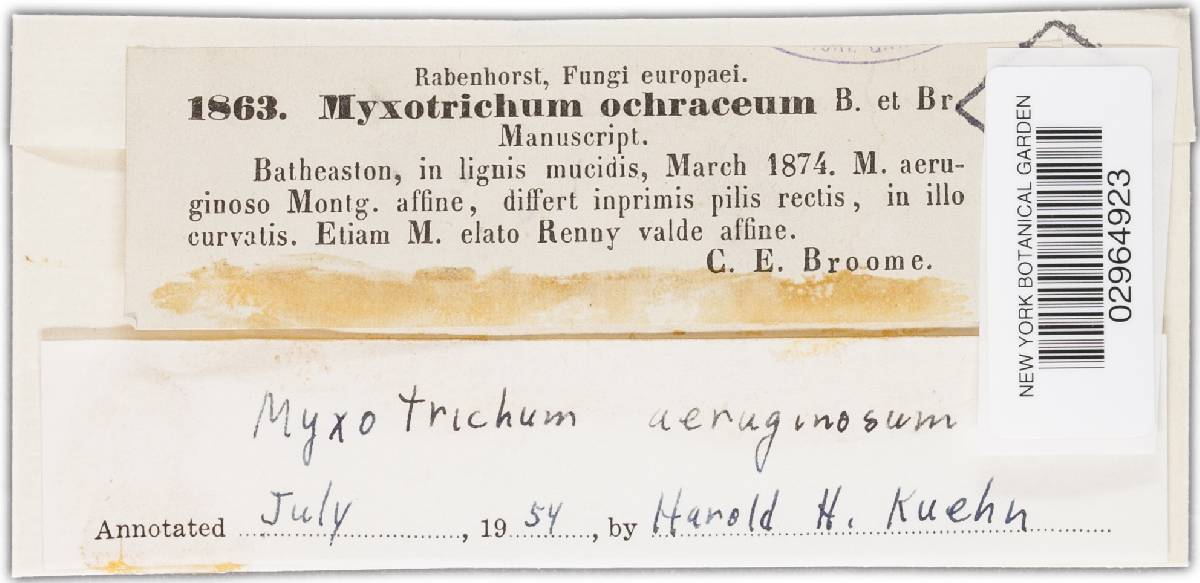 Rabenhorst, Fungi europaei.
1863. Myxotrichum ochraceum B. et Br.
Manuscript.
Batheaston, in lignis mucidis, March 1874. M. aeru-
ginoso Montg. affine, differt inprimis pilis rectis, in illo
curvatis. Etiam M. elato Renny valde affine.
C. E. Broome.
NEW YORK BOTANICAL GARDEN
02964923
Myxotrichum aeruginosum
Annotated July, 1954, by Harold H. Kuehn